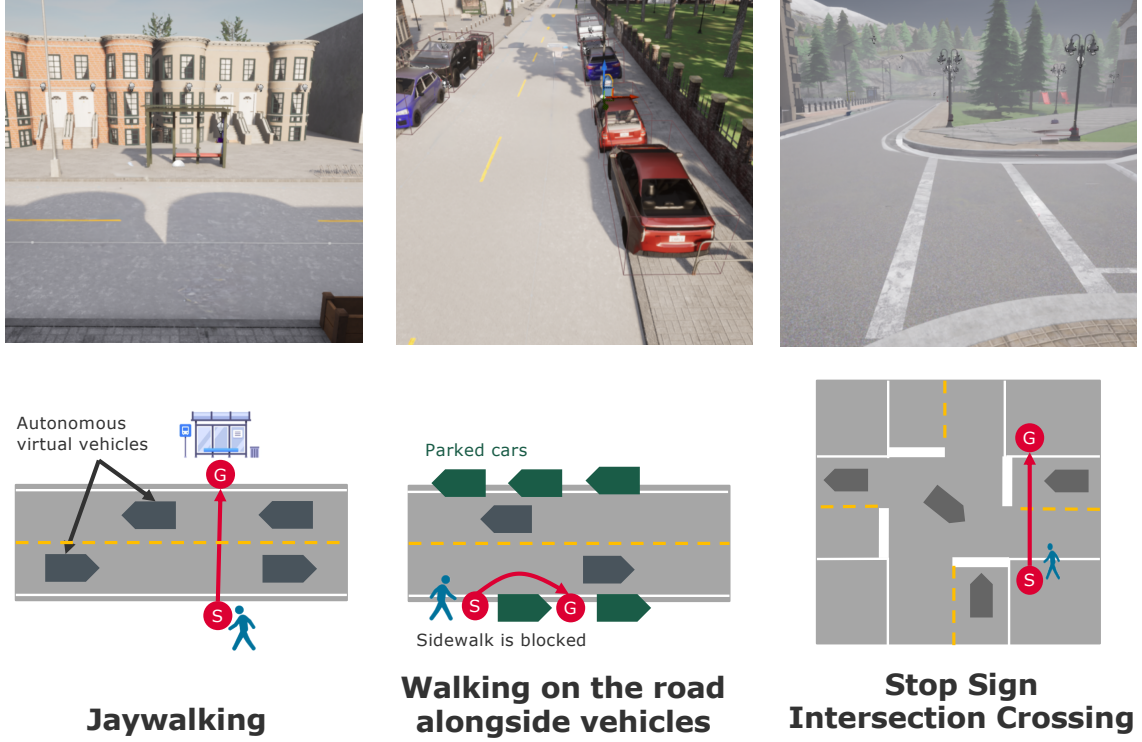 Autonomous
virtual vehicles
G
S
Jaywalking
Parked cars
S
G
Sidewalk is blocked
Walking on the road
alongside vehicles
G
S
Stop Sign
Intersection Crossing